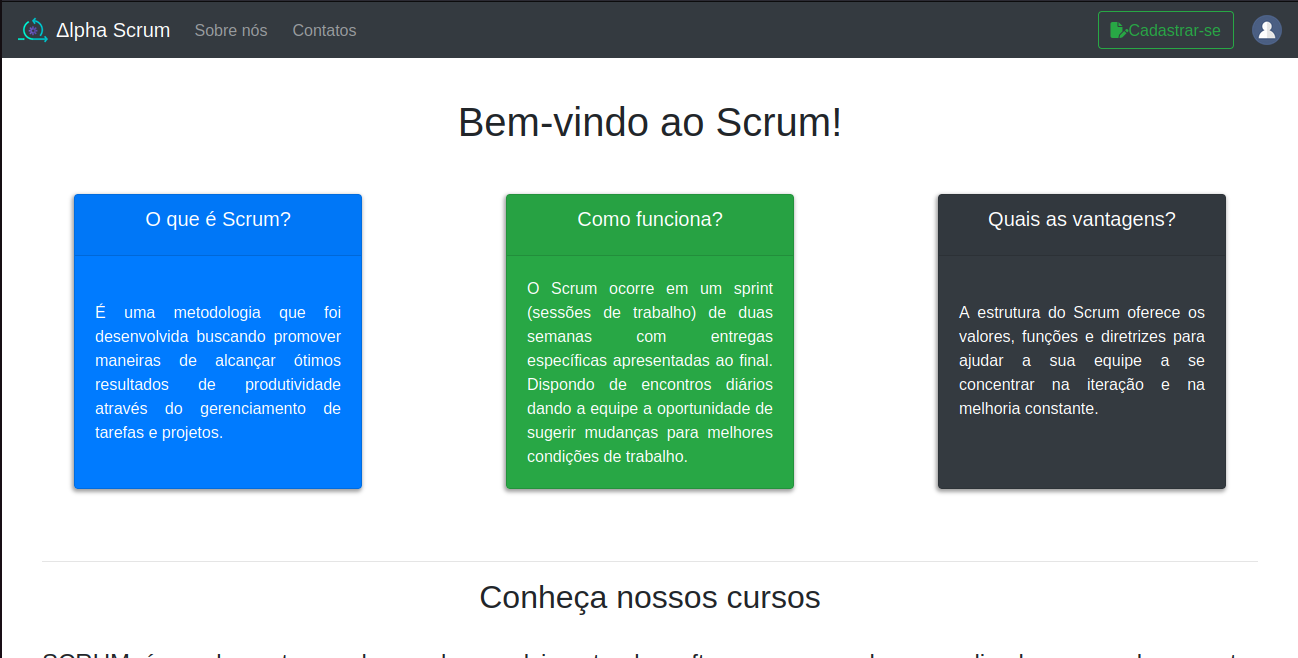 Δlpha Scrum Sobre nós Contatos Cadastrar-se
Bem-vindo ao Scrum!
O que é Scrum?
É uma metodologia que foi
desenvolvida buscando promover
maneiras de alcançar ótimos
resultados de produtividade
através do gerenciamento de
tarefas e projetos.
Como funciona?
O Scrum ocorre em um sprint
(sessões de trabalho) de duas
semanas com entregas
específicas apresentadas ao final.
Dispondo de encontros diários
dando a equipe a oportunidade de
sugerir mudanças para melhores
condições de trabalho.
Quais as vantagens?
A estrutura do Scrum oferece os
valores, funções e diretrizes para
ajudar a sua equipe a se
concentrar na iteração e na
melhoria constante.
Conheça nossos cursos
SCRUM é